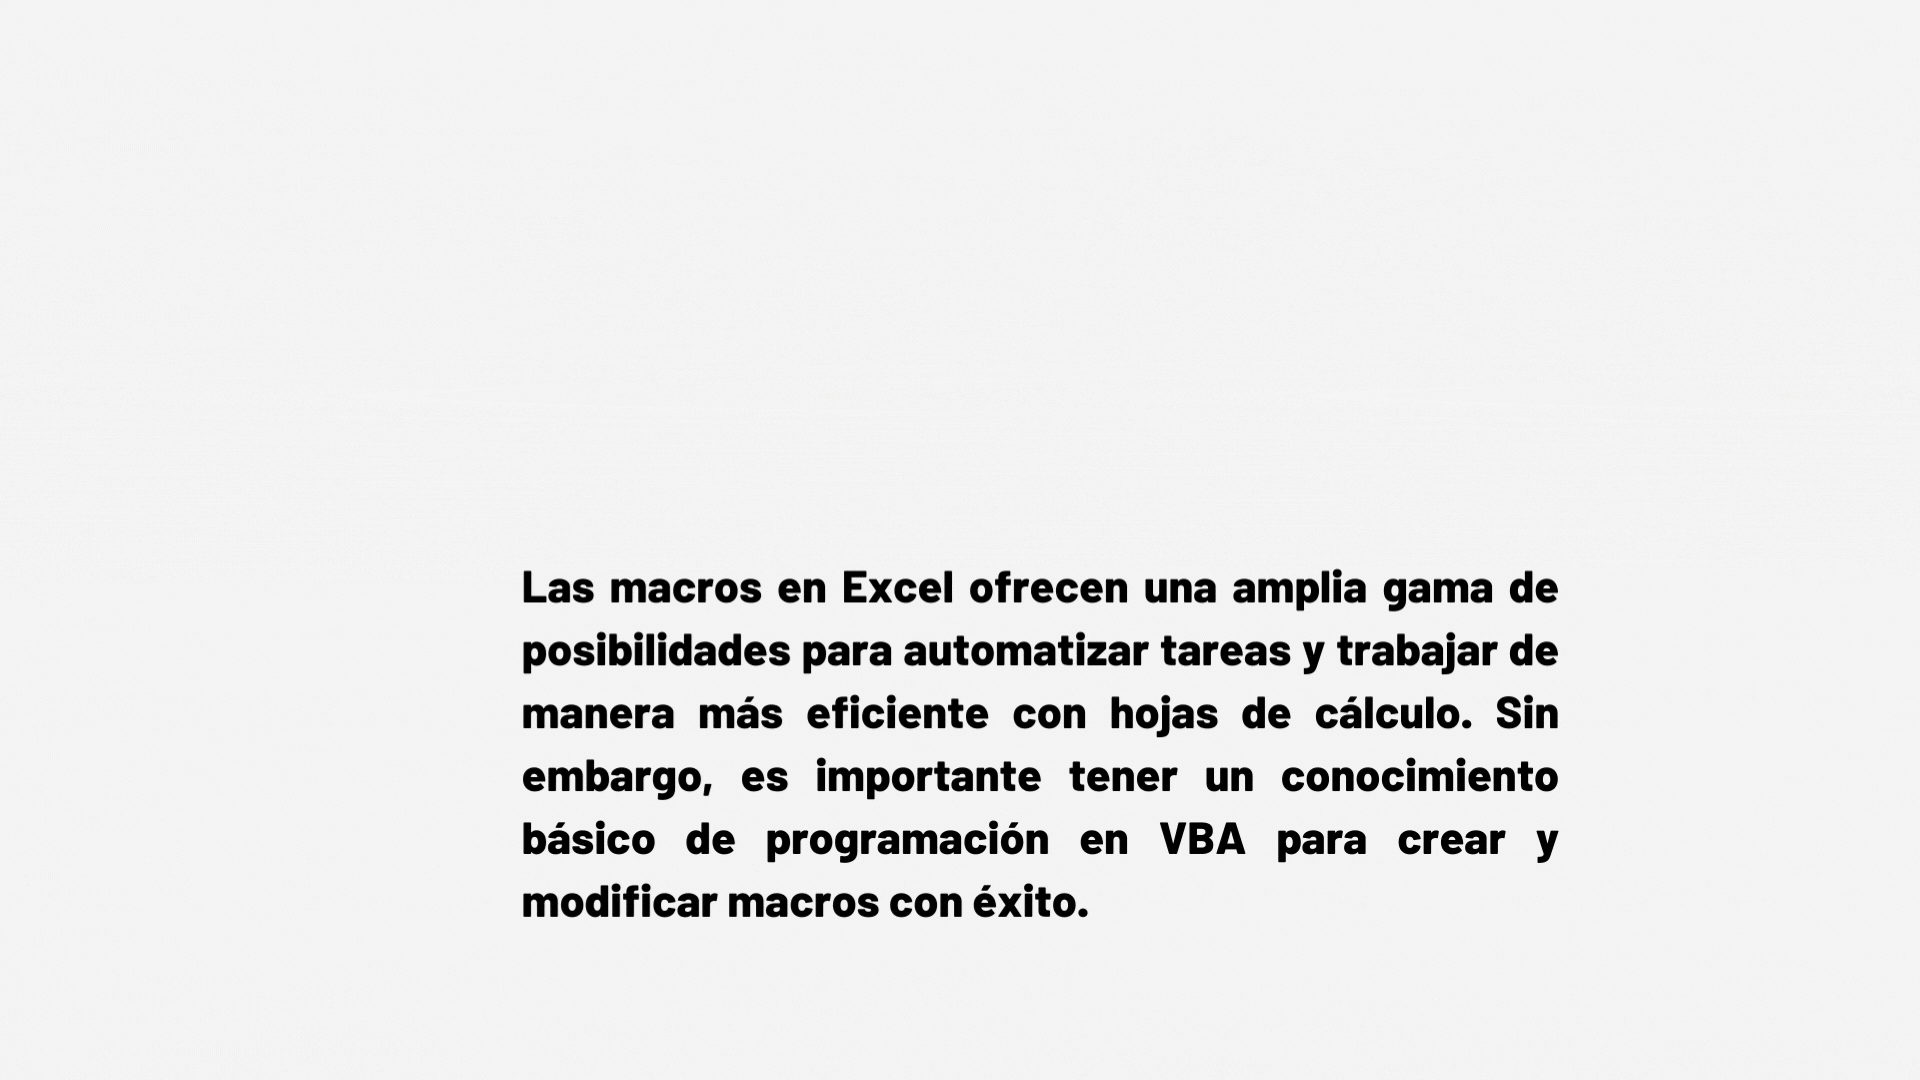 Las macros en Excel ofrecen una amplia gama de
posibilidades para automatizar tareas y trabajar de
manera más eficiente con hojas de cálculo. Sin
embargo, es importante tener un conocimiento
básico de programación en VBA para crear y
modificar macros con éxito.